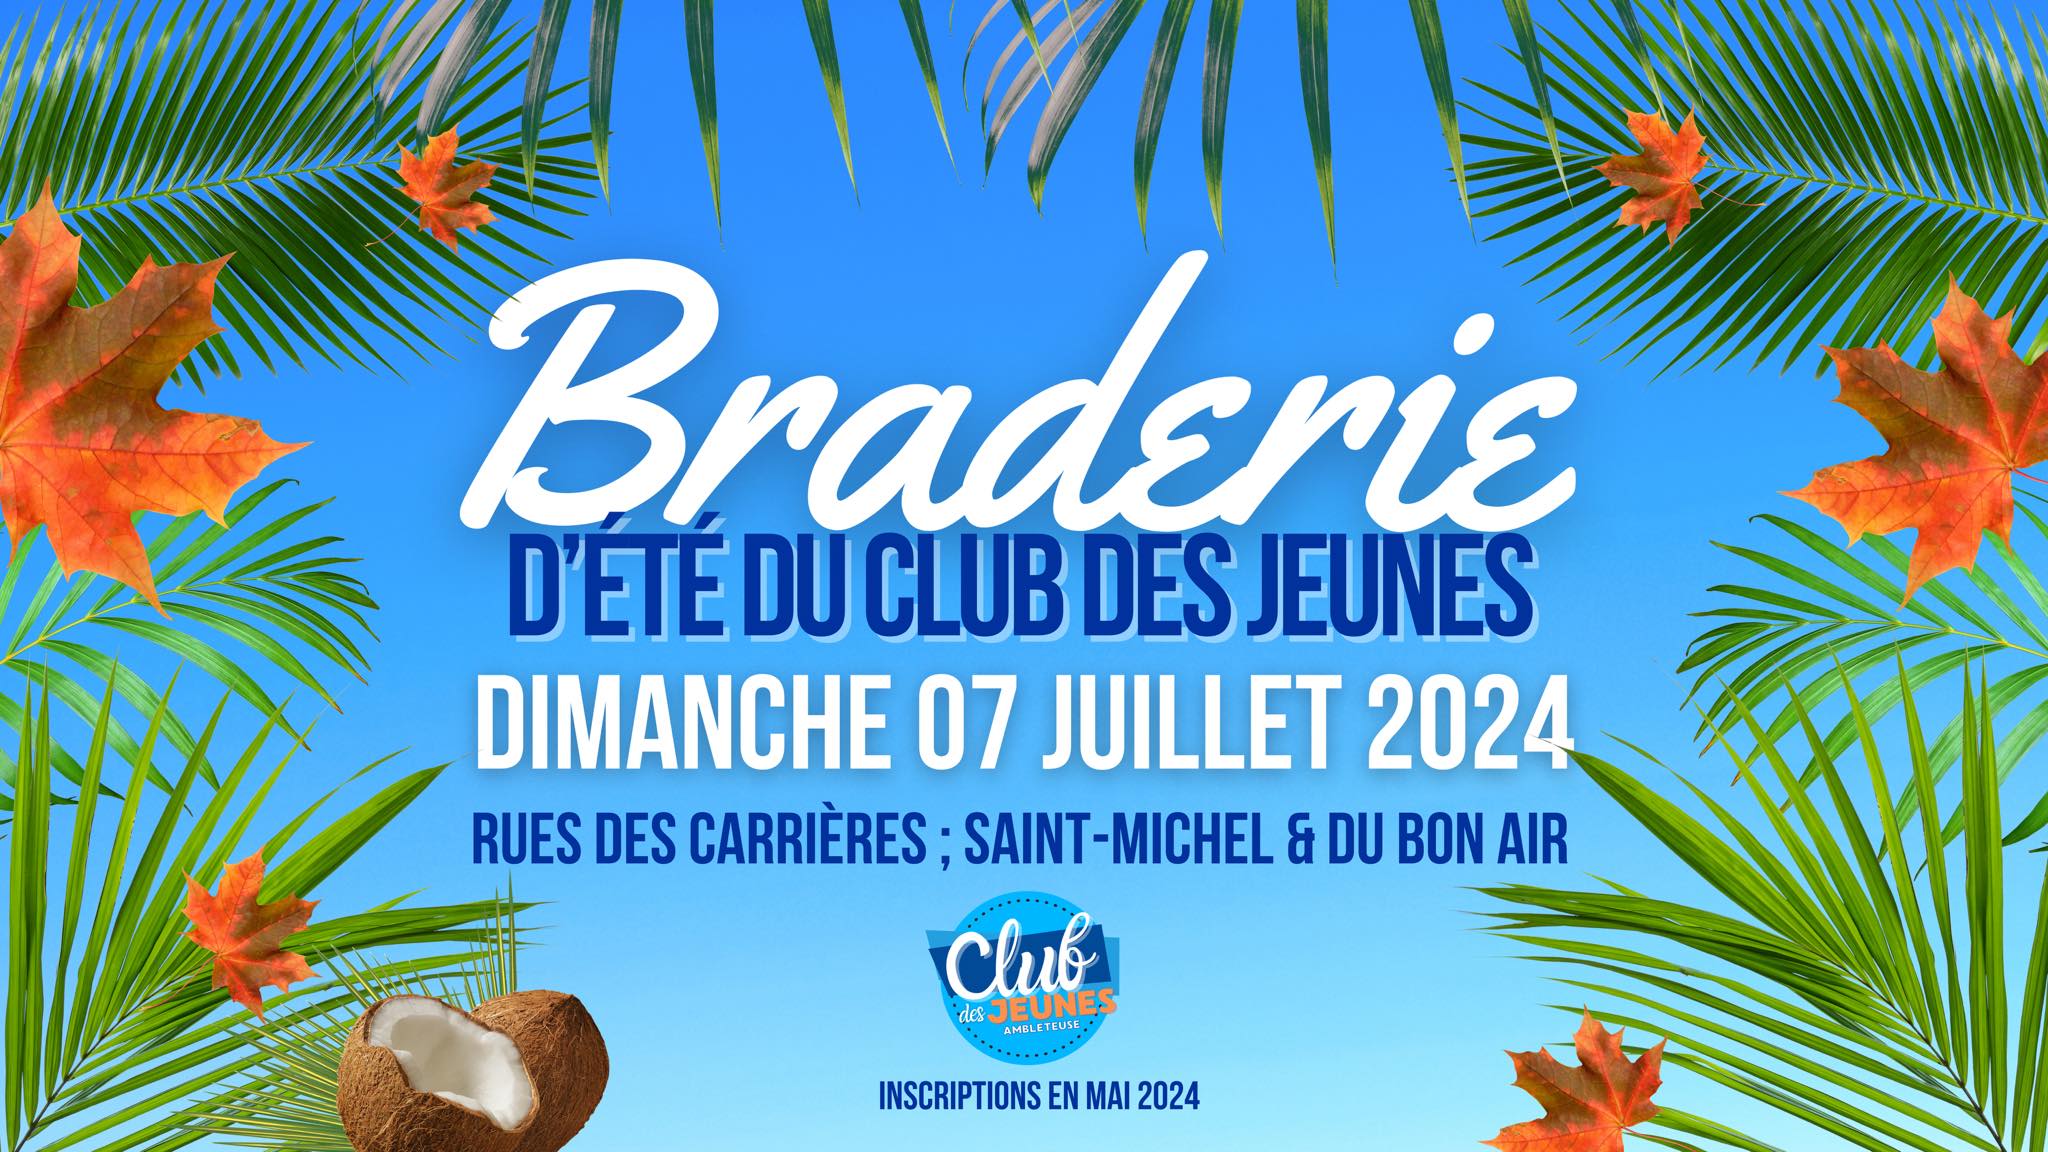 Braderie
D'ÉTÉ DU CLUB DES JEUNES
DIMANCHE 07 JUILLET 2024
RUES DES CARRIÈRES ; SAINT-MICHEL & DU BON AIR
Club
des JEUNES
AMBLETEUSE
INSCRIPTIONS EN MAI 2024